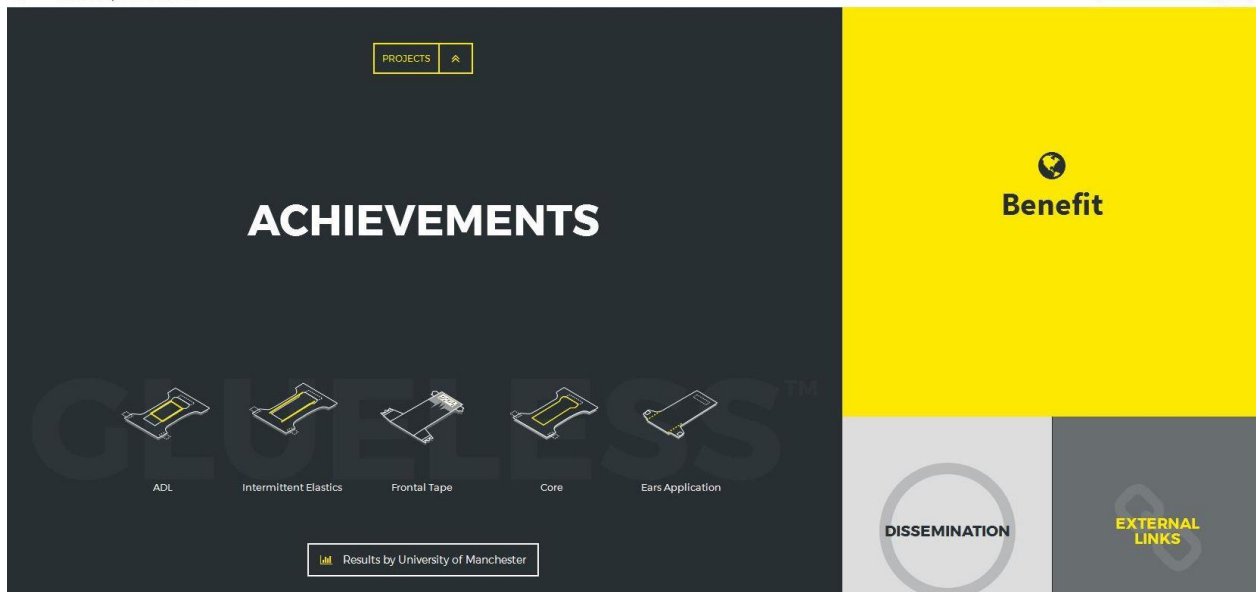 PROJECTS
ACHIEVEMENTS
GLUELESS™
ADL
Intermittent Elastics
Frontal Tape
Core
Ears Application
Results by University of Manchester
Benefit
DISSEMINATION
EXTERNAL
LINKS